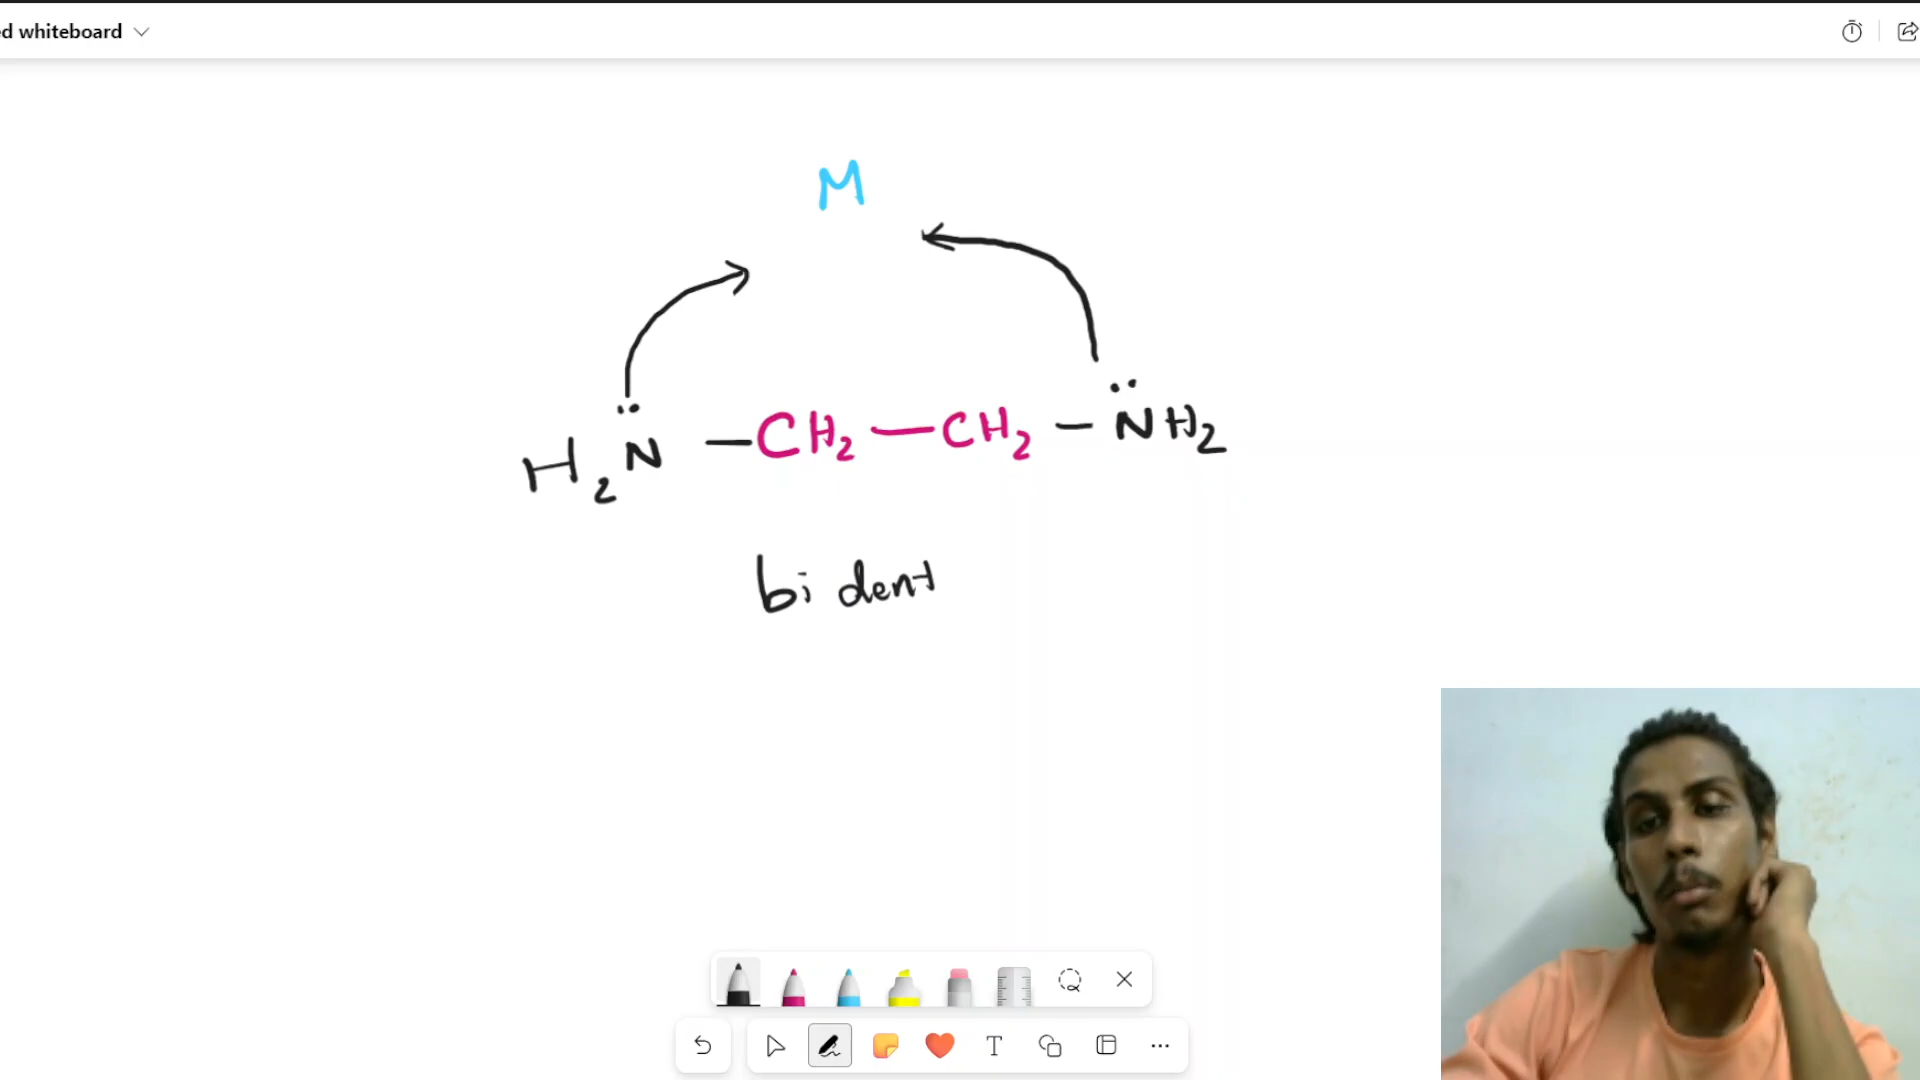 d whiteboard
M
H₂N̈ — CH₂ — CH₂ — N̈H₂
bi dent
T